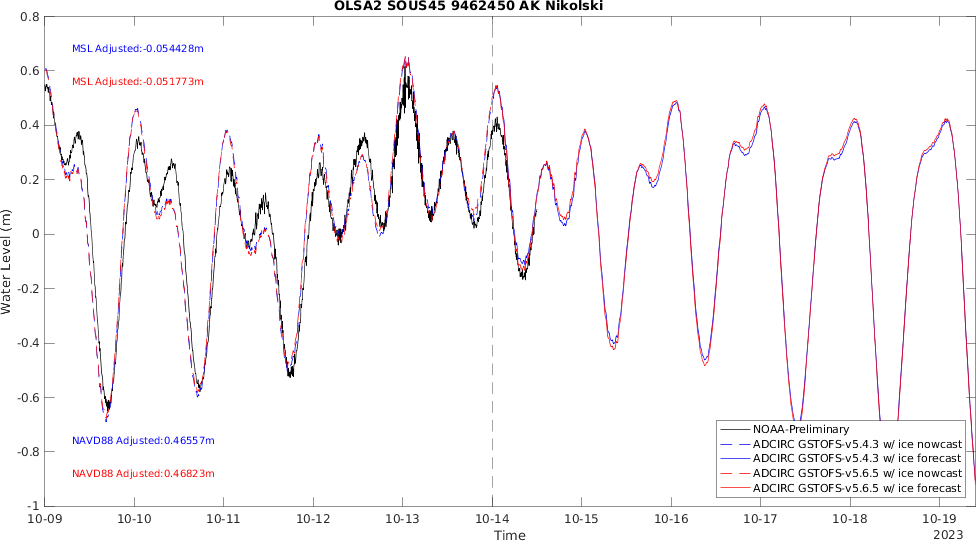 OLSA2 SOUS45 9462450 AK Nikolski
0.8
0.6
0.4
0.2
0
-0.2
-0.4
-0.6
-0.8
-1
Water Level (m)
MSL Adjusted:-0.054428m
MSL Adjusted:-0.051773m
NAVD88 Adjusted:0.46557m
NAVD88 Adjusted:0.46823m
NOAA-Preliminary
ADCIRC GSTOFS-v5.4.3 w/ ice nowcast
ADCIRC GSTOFS-v5.4.3 w/ ice forecast
ADCIRC GSTOFS-v5.6.5 w/ ice nowcast
ADCIRC GSTOFS-v5.6.5 w/ ice forecast
10-09 10-10 10-11 10-12 10-13 10-14 10-15 10-16 10-17 10-18 10-19
Time 2023